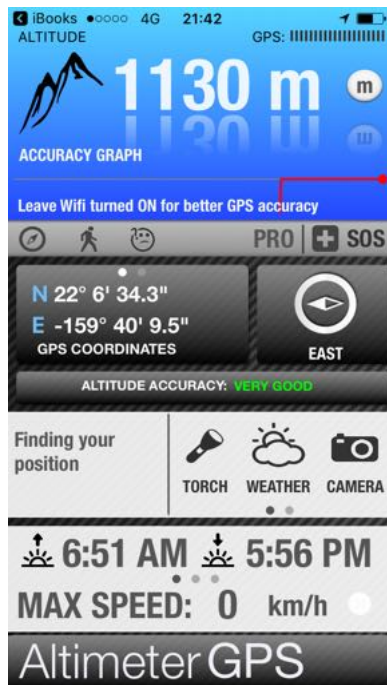 iBooks 4G 21:42
ALTITUDE GPS:
1130 m m
ACCURACY GRAPH
Leave Wifi turned ON for better GPS accuracy
PRO SOS
N 22° 6' 34.3"
E -159° 40' 9.5"
GPS COORDINATES
EAST
ALTITUDE ACCURACY: VERY GOOD
Finding your
position
TORCH WEATHER CAMERA
6:51 AM 5:56 PM
MAX SPEED: 0 km/h
Altimeter GPS